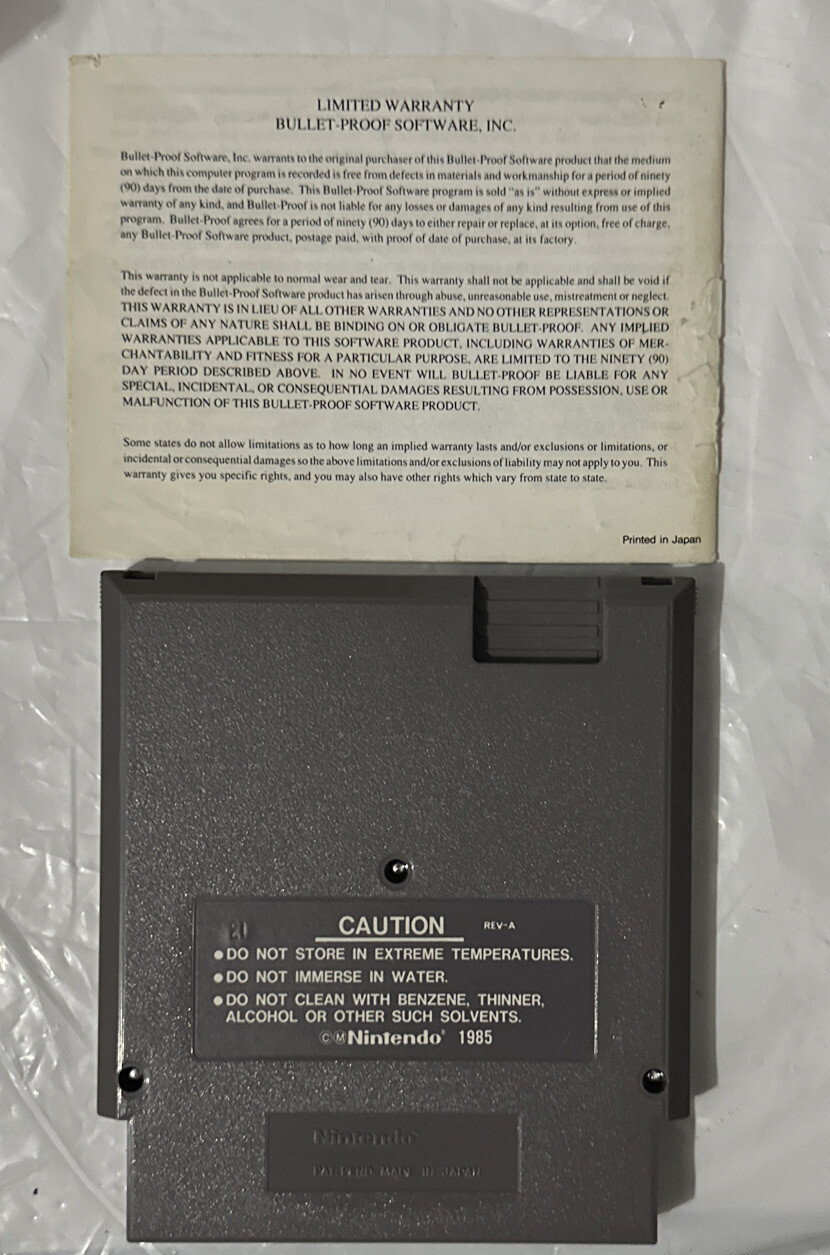 LIMITED WARRANTY
BULLET-PROOF SOFTWARE, INC.
Bullet-Proof Software, Inc. warrants to the original purchaser of this Bullet-Proof Software product that the medium
on which this computer program is recorded is free from defects in materials and workmanship for a period of ninety
(90) days from the date of purchase. This Bullet-Proof Software program is sold "as is" without express or implied
warranty of any kind, and Bullet-Proof is not liable for any losses or damages of any kind resulting from use of this
program. Bullet-Proof agrees for a period of ninety (90) days to either repair or replace, at its option, free of charge,
any Bullet-Proof Software product, postage paid, with proof of date of purchase, at its factory.
This warranty is not applicable to normal wear and tear. This warranty shall not be applicable and shall be void if
the defect in the Bullet-Proof Software product has arisen through abuse, unreasonable use, mistreatment or neglect.
THIS WARRANTY IS IN LIEU OF ALL OTHER WARRANTIES AND NO OTHER REPRESENTATIONS OR
CLAIMS OF ANY NATURE SHALL BE BINDING ON OR OBLIGATE BULLET-PROOF. ANY IMPLIED
WARRANTIES APPLICABLE TO THIS SOFTWARE PRODUCT, INCLUDING WARRANTIES OF MER-
CHANTABILITY AND FITNESS FOR A PARTICULAR PURPOSE, ARE LIMITED TO THE NINETY (90)
DAY PERIOD DESCRIBED ABOVE. IN NO EVENT WILL BULLET-PROOF BE LIABLE FOR ANY
SPECIAL, INCIDENTAL, OR CONSEQUENTIAL DAMAGES RESULTING FROM POSSESSION, USE OR
MALFUNCTION OF THIS BULLET-PROOF SOFTWARE PRODUCT.
Some states do not allow limitations as to how long an implied warranty lasts and/or exclusions or limitations, or
incidental or consequential damages so the above limitations and/or exclusions of liability may not apply to you. This
warranty gives you specific rights, and you may also have other rights which vary from state to state.
Printed in Japan
CAUTION REV-A
●DO NOT STORE IN EXTREME TEMPERATURES.
●DO NOT IMMERSE IN WATER.
●DO NOT CLEAN WITH BENZENE, THINNER,
ALCOHOL OR OTHER SUCH SOLVENTS.
©Ⓜ Nintendo® 1985
Nintendo
PAT. PEND. MADE IN JAPAN